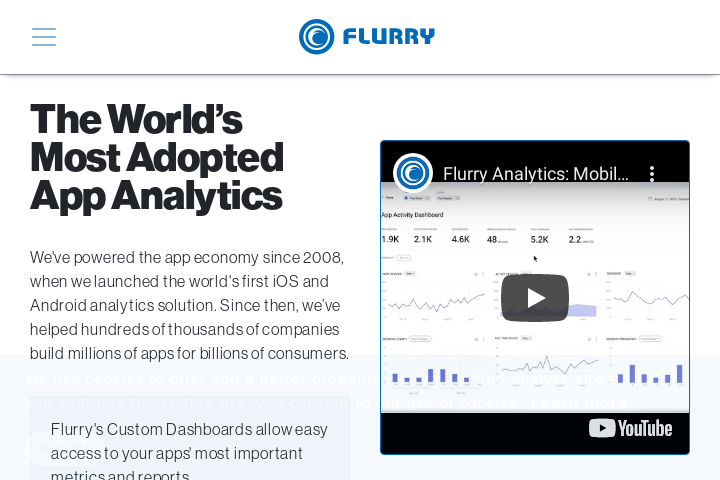 FLURRY
The World's
Most Adopted
App Analytics
We've powered the app economy since 2008,
when we launched the world's first iOS and
Android analytics solution. Since then, we've
helped hundreds of thousands of companies
build millions of apps for billions of consumers.
Flurry Analytics: Mobil...
App Activity Dashboard
1.9K 2.1K 4.6K 48 5.2K 2.2
YouTube
We use cookies to offer you a better browsing and analyze site
you continue to use this site, you consent to our use of cookies. Learn more
Flurry's Custom Dashboards allow easy
access to your apps' most important
metrics and reports